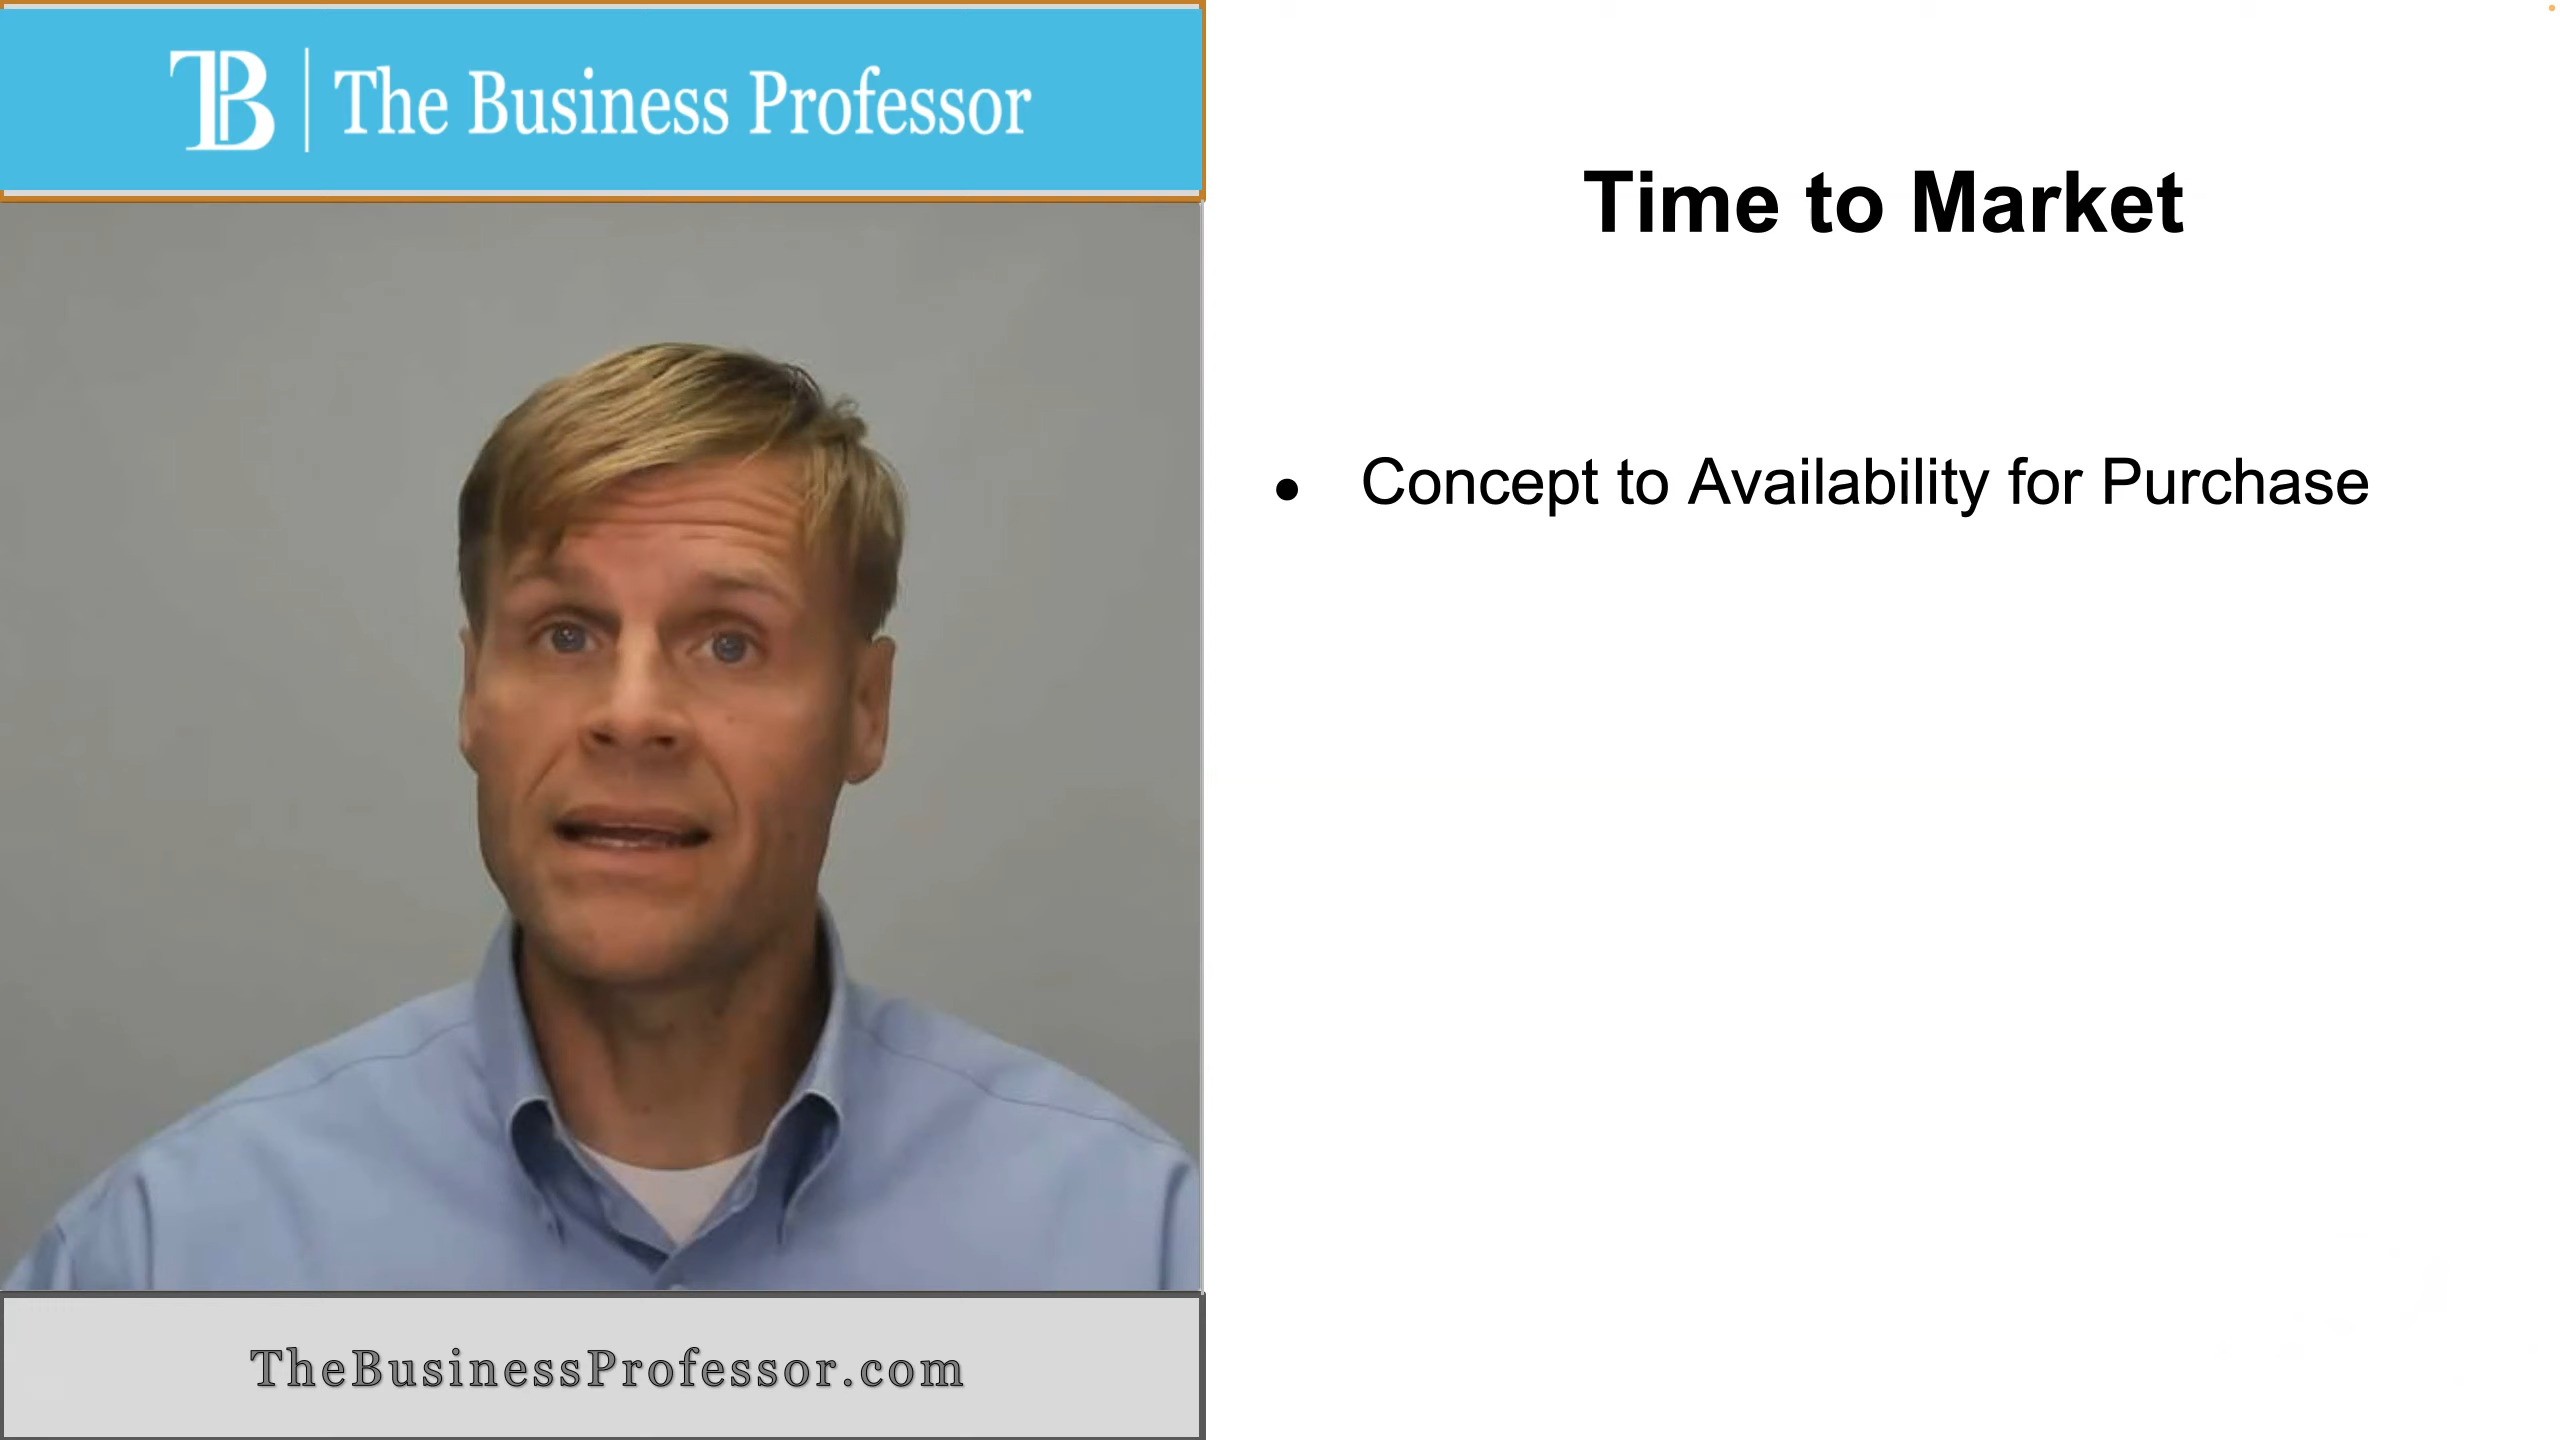 TB | The Business Professor
Time to Market
● Concept to Availability for Purchase
TheBusinessProfessor.com